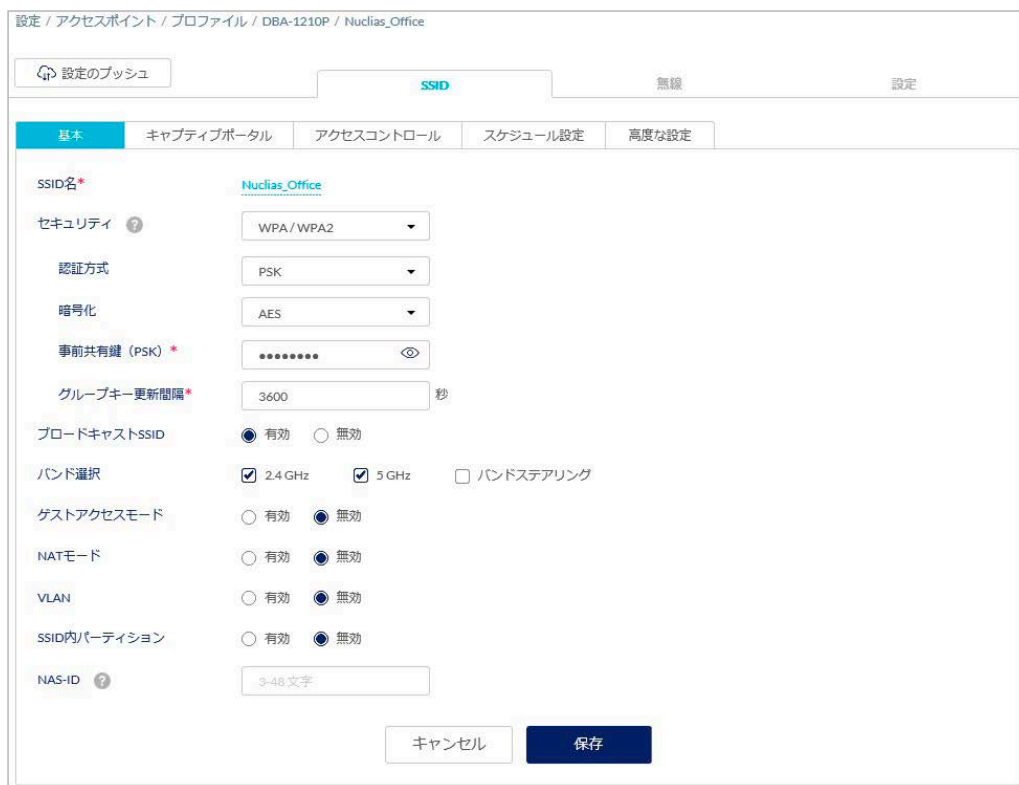 設定 / アクセスポイント / プロファイル / DBA-1210P / Nuclias_Office
設定のプッシュ
SSID 無線 設定
基本 キャプティブポータル アクセスコントロール スケジュール設定 高度な設定
SSID名* Nuclias_Office
セキュリティ ? WPA / WPA2
認証方式 PSK
暗号化 AES
事前共有鍵（PSK）* ●●●●●●●●
グループキー更新間隔* 3600 秒
ブロードキャストSSID 有効 無効
バンド選択 2.4 GHz 5 GHz バンドステアリング
ゲストアクセスモード 有効 無効
NATモード 有効 無効
VLAN 有効 無効
SSID内パーティション 有効 無効
NAS-ID ? 3-48 文字
キャンセル 保存